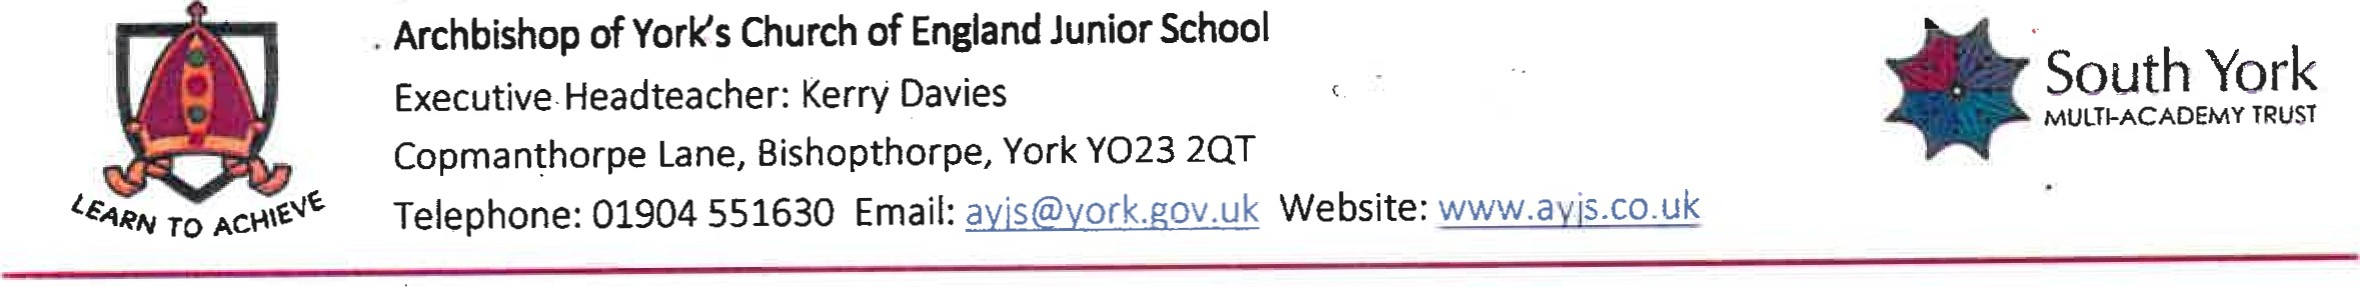 Archbishop of York's Church of England Junior School
Executive Headteacher: Kerry Davies
Copmanthorpe Lane, Bishopthorpe, York YO23 2QT
Telephone: 01904 551630 Email: ayjs@york.gov.uk Website: www.ayjs.co.uk
LEARN TO ACHIEVE
South York
MULTI-ACADEMY TRUST